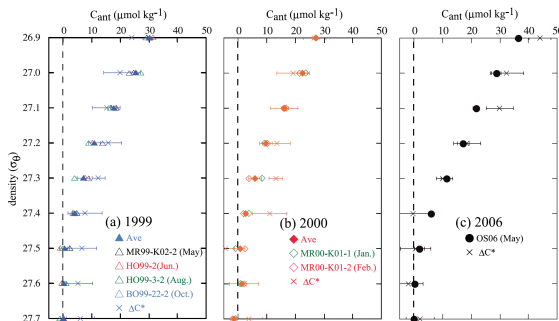 C_ant (μmol kg⁻¹) C_ant (μmol kg⁻¹) C_ant (μmol kg⁻¹)
0 10 20 30 40 50 0 10 20 30 40 50 0 10 20 30 40 50
26.9
27.0
27.1
27.2
27.3
27.4
27.5
27.6
27.7
density (σ_θ)
(a) 1999
Ave
MR99-K02-2 (May)
HO99-2(Jun.)
HO99-3-2 (Aug.)
BO99-22-2 (Oct.)
ΔC*
(b) 2000
Ave
MR00-K01-1 (Jan.)
MR00-K01-2 (Feb.)
ΔC*
(c) 2006
OS06 (May)
ΔC*